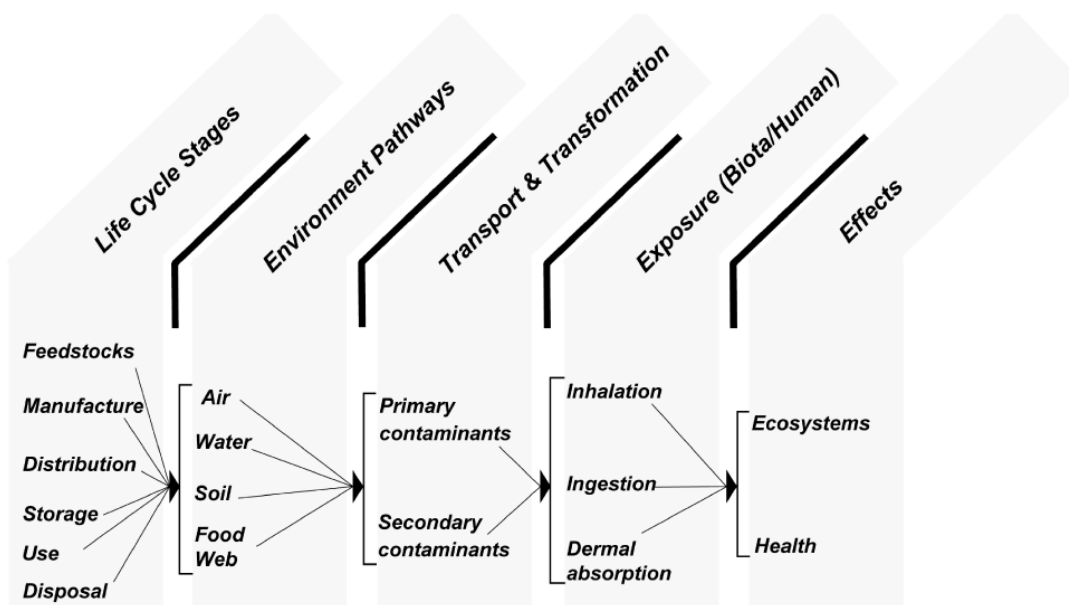 Life Cycle Stages
Environment Pathways
Transport & Transformation
Exposure (Biota/Human)
Effects
Feedstocks
Manufacture
Distribution
Storage
Use
Disposal
Air
Water
Soil
Food
Web
Primary
contaminants
Secondary
contaminants
Inhalation
Ingestion
Dermal
absorption
Ecosystems
Health